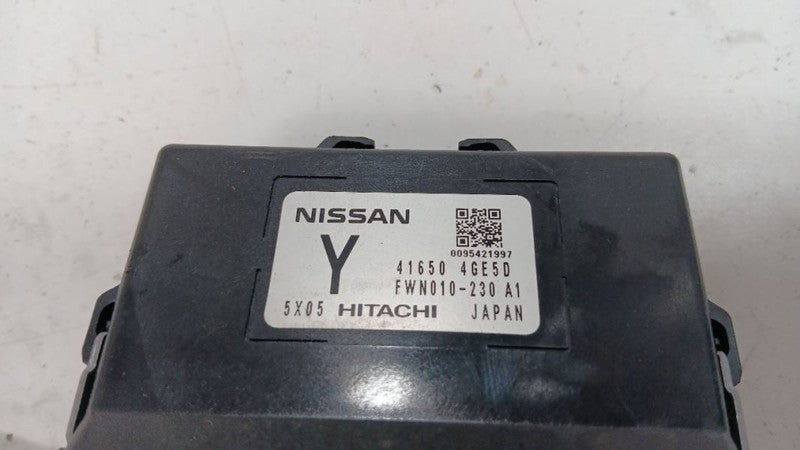 NISSAN
0095421997
Y
41650 4GE5D
FWN010-230 A1
5X05 HITACHI JAPAN